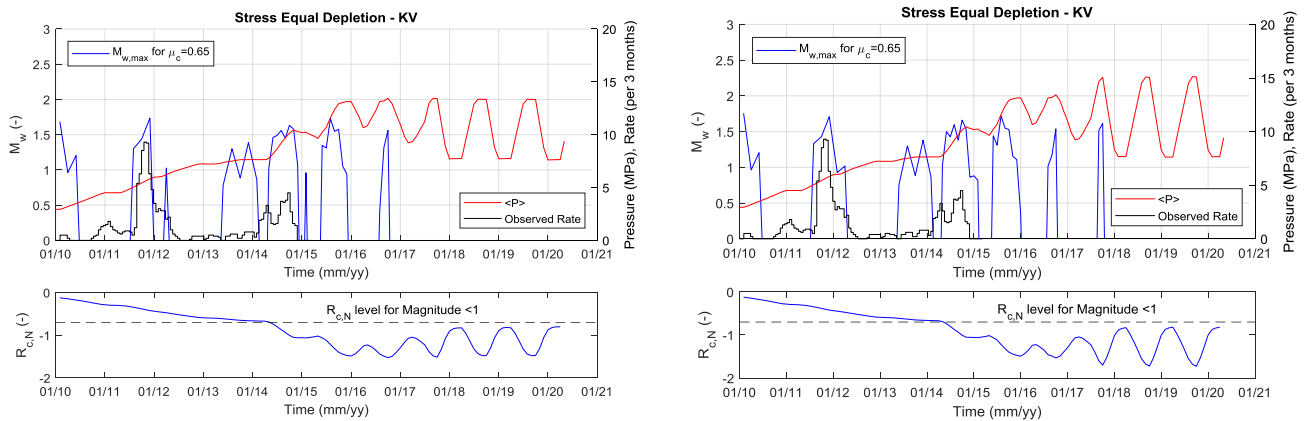 Stress Equal Depletion - KV
3
2.5
2
1.5
1
0.5
0
M_w (-)
20
15
10
5
0
Pressure (MPa), Rate (per 3 months)
M_w,max for μ_c=0.65
<P>
Observed Rate
01/10 01/11 01/12 01/13 01/14 01/15 01/16 01/17 01/18 01/19 01/20 01/21
Time (mm/yy)
0
-1
-2
R_c,N (-)
R_c,N level for Magnitude <1
01/10 01/11 01/12 01/13 01/14 01/15 01/16 01/17 01/18 01/19 01/20 01/21
Time (mm/yy)
Stress Equal Depletion - KV
3
2.5
2
1.5
1
0.5
0
M_w (-)
20
15
10
5
0
Pressure (MPa), Rate (per 3 months)
M_w,max for μ_c=0.65
<P>
Observed Rate
01/10 01/11 01/12 01/13 01/14 01/15 01/16 01/17 01/18 01/19 01/20 01/21
Time (mm/yy)
0
-1
-2
R_c,N (-)
R_c,N level for Magnitude <1
01/10 01/11 01/12 01/13 01/14 01/15 01/16 01/17 01/18 01/19 01/20 01/21
Time (mm/yy)